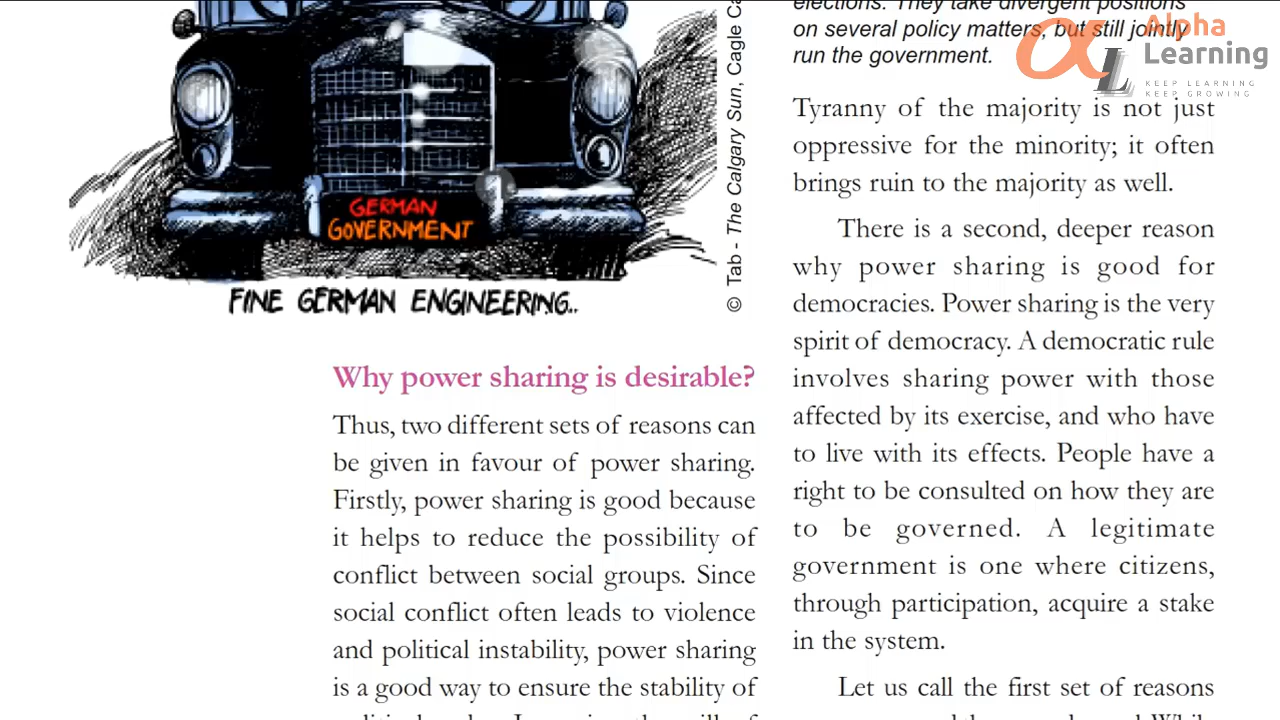 GERMAN
GOVERNMENT
FINE GERMAN ENGINEERING..
© Tab - The Calgary Sun, Cagle
Why power sharing is desirable?
Thus, two different sets of reasons can
be given in favour of power sharing.
Firstly, power sharing is good because
it helps to reduce the possibility of
conflict between social groups. Since
social conflict often leads to violence
and political instability, power sharing
is a good way to ensure the stability of
elections. They take divergent positions
on several policy matters, but still jointly
run the government.
Tyranny of the majority is not just
oppressive for the minority; it often
brings ruin to the majority as well.
There is a second, deeper reason
why power sharing is good for
democracies. Power sharing is the very
spirit of democracy. A democratic rule
involves sharing power with those
affected by its exercise, and who have
to live with its effects. People have a
right to be consulted on how they are
to be governed. A legitimate
government is one where citizens,
through participation, acquire a stake
in the system.
Let us call the first set of reasons
Alpha
Learning
KEEP LEARNING
KEEP GROWING